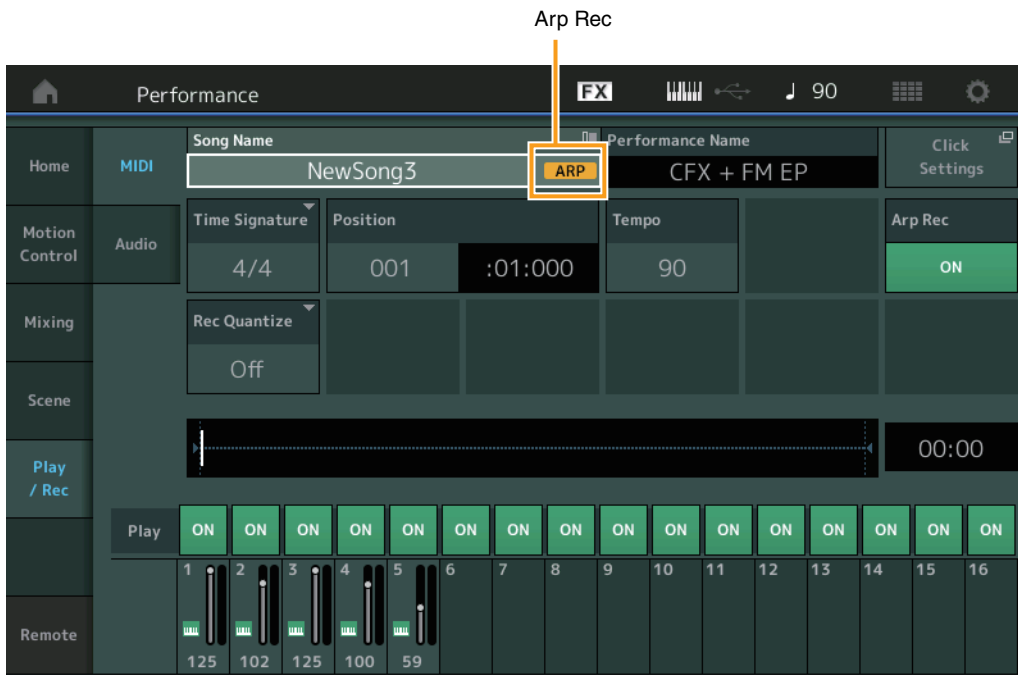 Arp Rec
Performance
FX
90
Song Name
Performance Name
Click
Settings
Home
MIDI
NewSong3
ARP
CFX + FM EP
Motion
Control
Audio
Time Signature
Position
Tempo
Arp Rec
4/4
001
:01:000
90
ON
Mixing
Rec Quantize
Off
Scene
00:00
Play
/ Rec
Play
ON ON ON ON ON ON ON ON ON ON ON ON ON ON ON ON
1 2 3 4 5 6 7 8 9 10 11 12 13 14 15 16
Remote
125 102 125 100 59